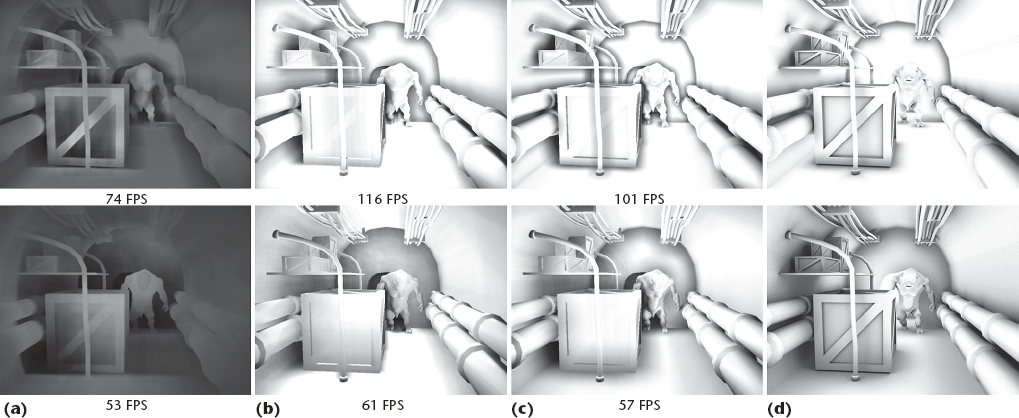 74 FPS
116 FPS
101 FPS
53 FPS
61 FPS
57 FPS
(a)
(b)
(c)
(d)